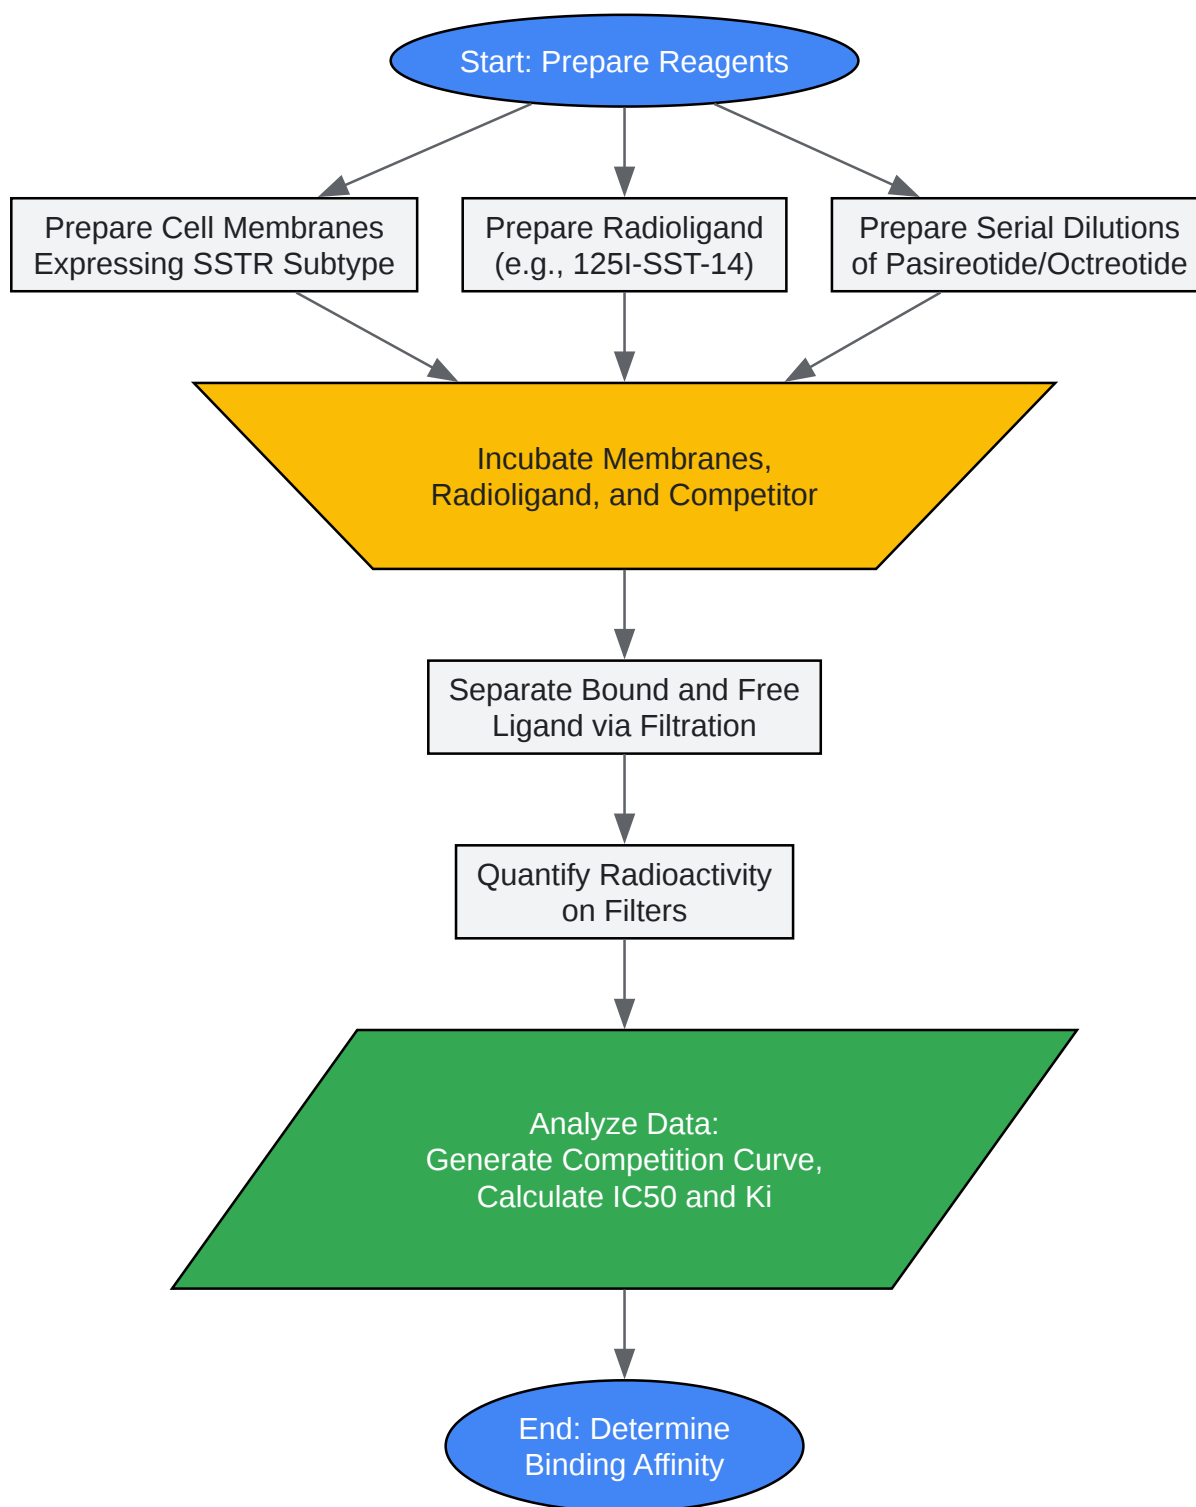 Start: Prepare Reagents
Prepare Cell Membranes
Expressing SSTR Subtype
Prepare Radioligand
(e.g., 125I-SST-14)
Prepare Serial Dilutions
of Pasireotide/Octreotide
Incubate Membranes,
Radioligand, and Competitor
Separate Bound and Free
Ligand via Filtration
Quantify Radioactivity
on Filters
Analyze Data:
Generate Competition Curve,
Calculate IC50 and Ki
End: Determine
Binding Affinity